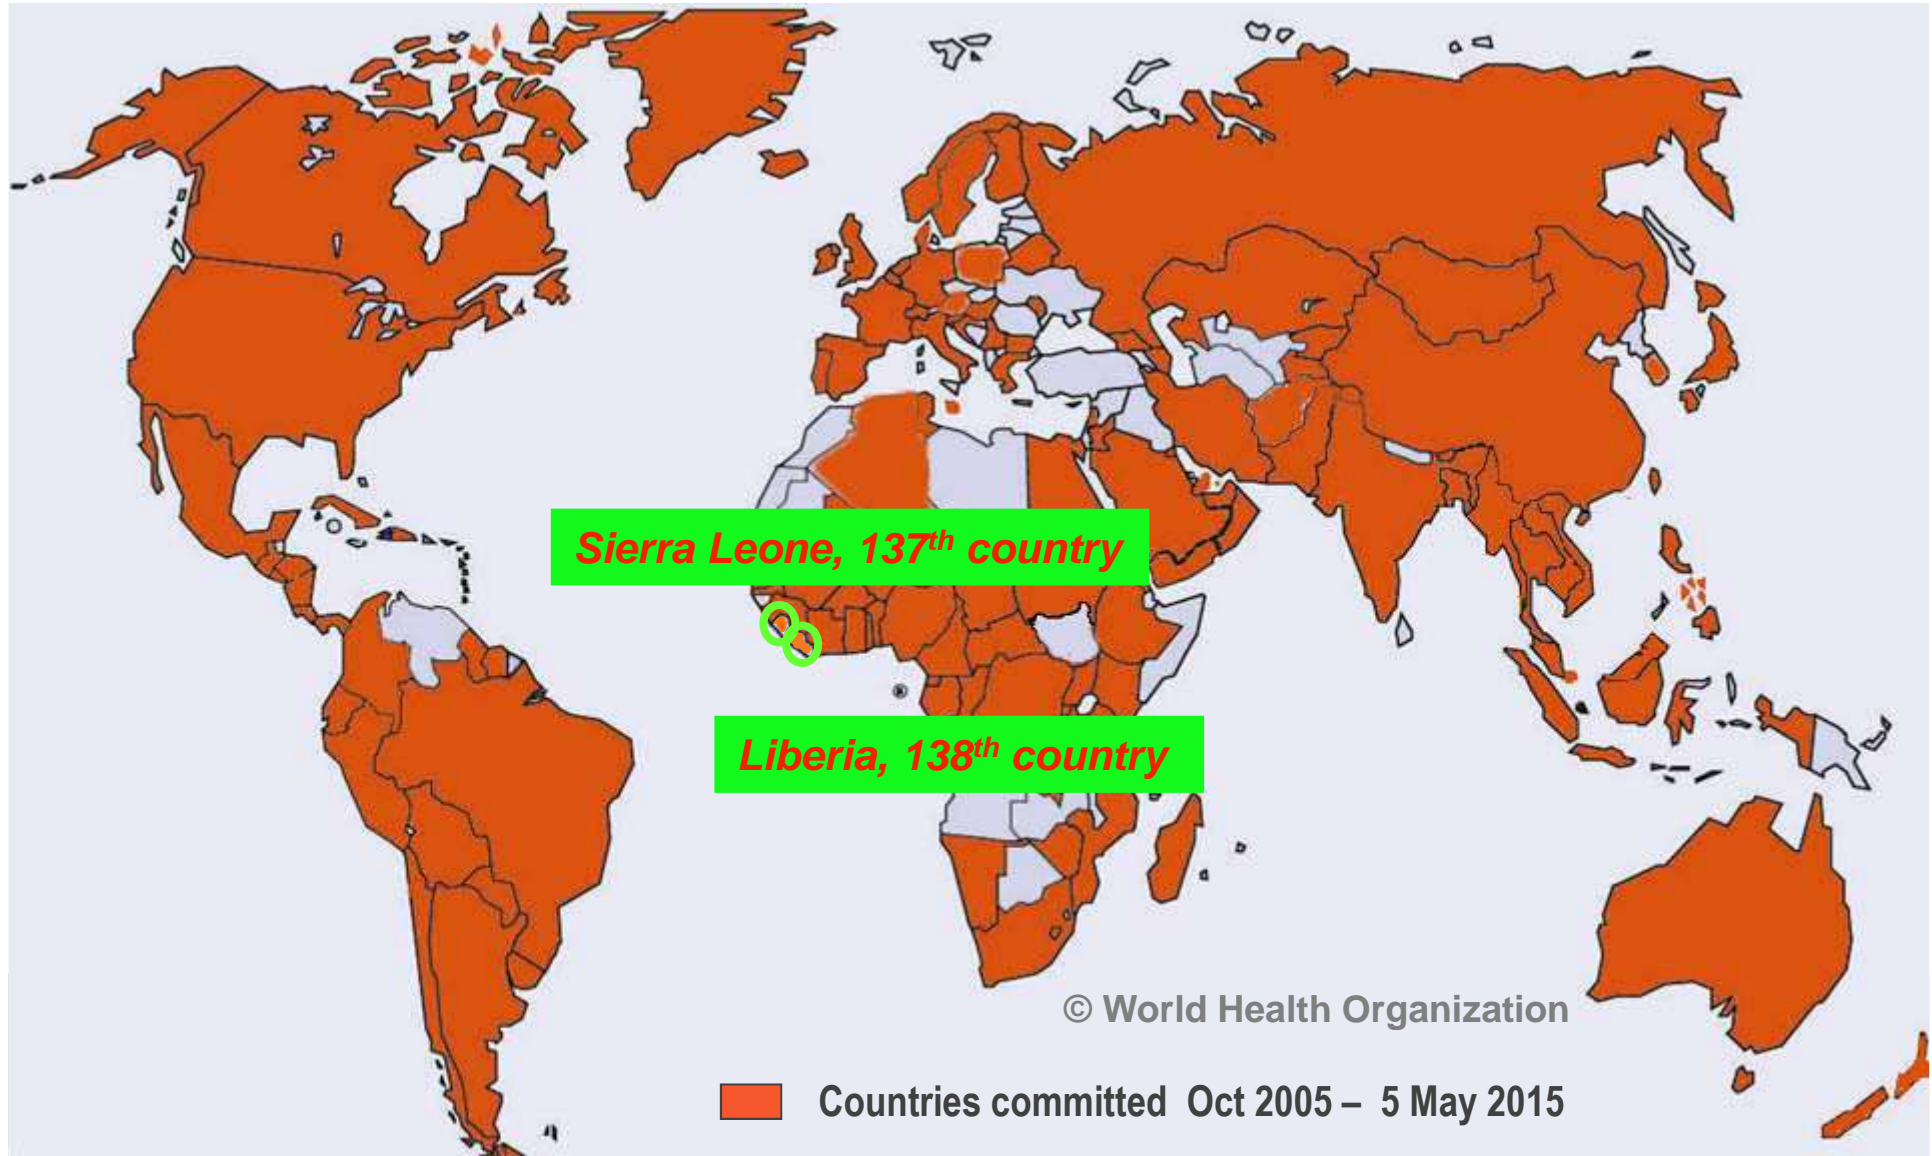 Sierra Leone, 137th country
Liberia, 138th country
© World Health Organization
Countries committed Oct 2005 – 5 May 2015